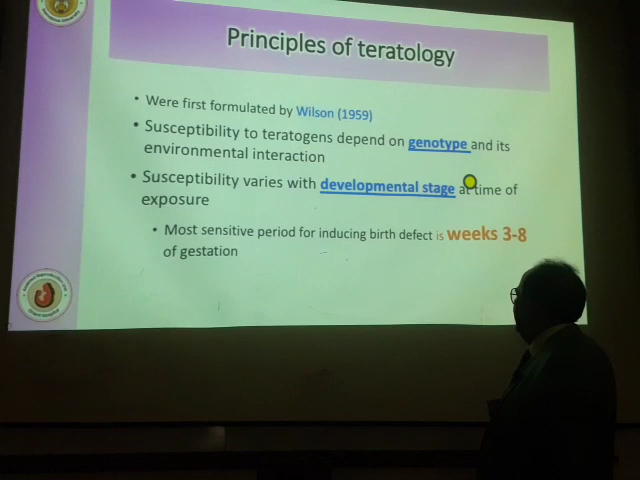 Principles of teratology
• Were first formulated by Wilson (1959)
• Susceptibility to teratogens depend on genotype and its
environmental interaction
• Susceptibility varies with developmental stage at time of
exposure
• Most sensitive period for inducing birth defect is weeks 3-8
of gestation